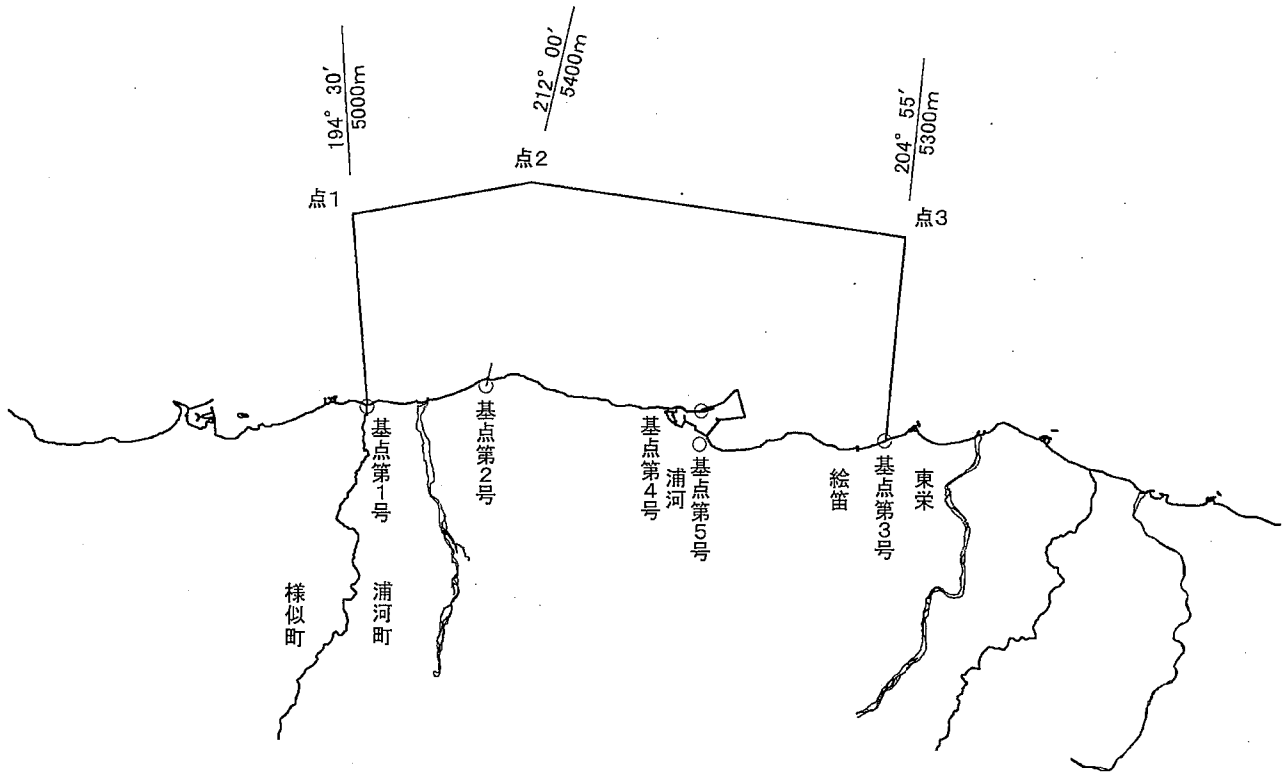 194° 30′
5000m
212° 00′
5400m
204° 55′
5300m
点1
点2
点3
基点第1号
基点第2号
基点第4号
浦河
基点第5号
絵笛
基点第3号
東栄
様似町
浦河町